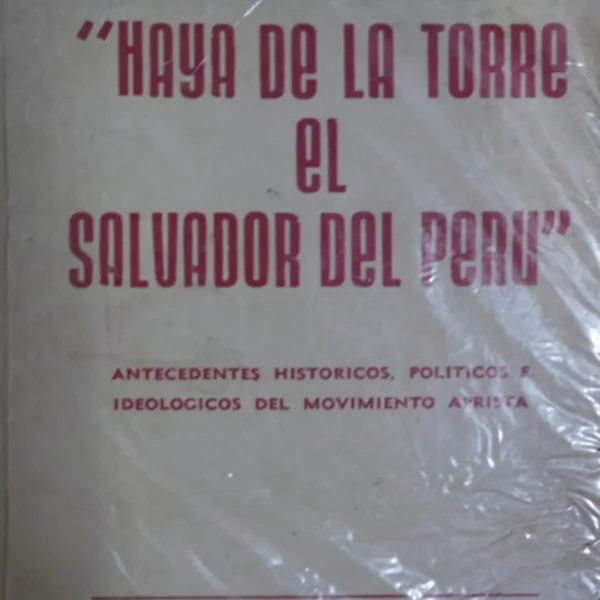 "HAYA DE LA TORRE
EL
SALVADOR DEL PERU"
ANTECEDENTES HISTORICOS, POLITICOS E
IDEOLOGICOS DEL MOVIMIENTO APRISTA